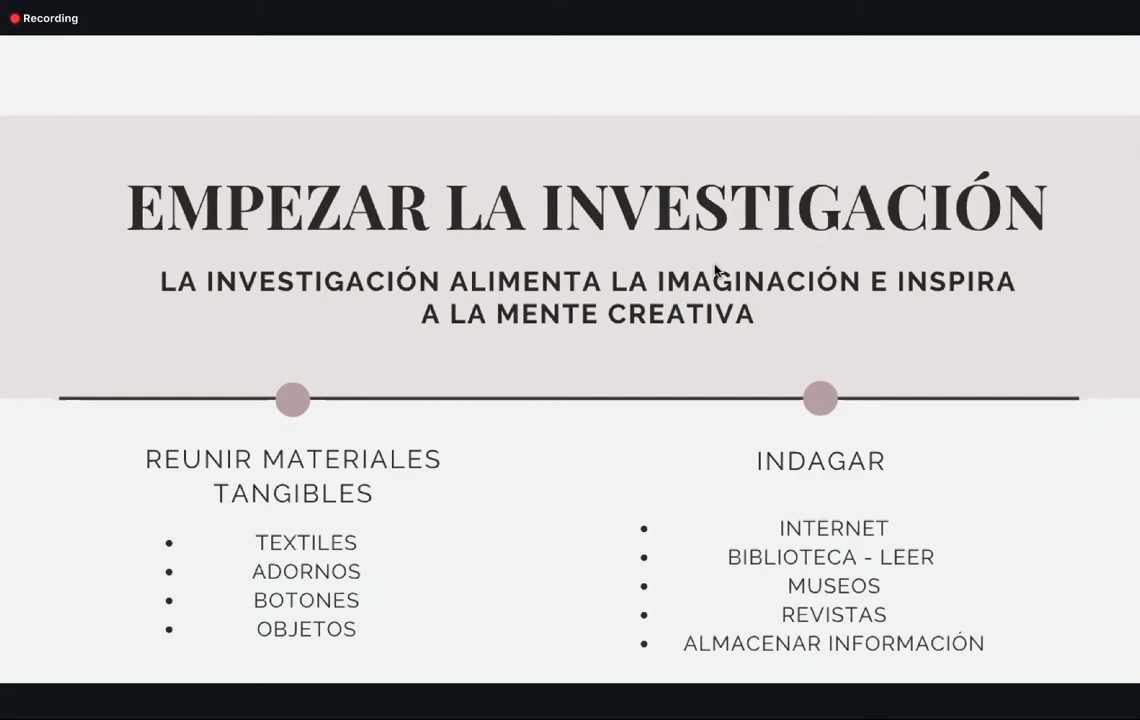 Recording
EMPEZAR LA INVESTIGACIÓN
LA INVESTIGACIÓN ALIMENTA LA IMAGINACIÓN E INSPIRA
A LA MENTE CREATIVA
REUNIR MATERIALES
TANGIBLES
• TEXTILES
• ADORNOS
• BOTONES
• OBJETOS
INDAGAR
• INTERNET
• BIBLIOTECA - LEER
• MUSEOS
• REVISTAS
• ALMACENAR INFORMACIÓN